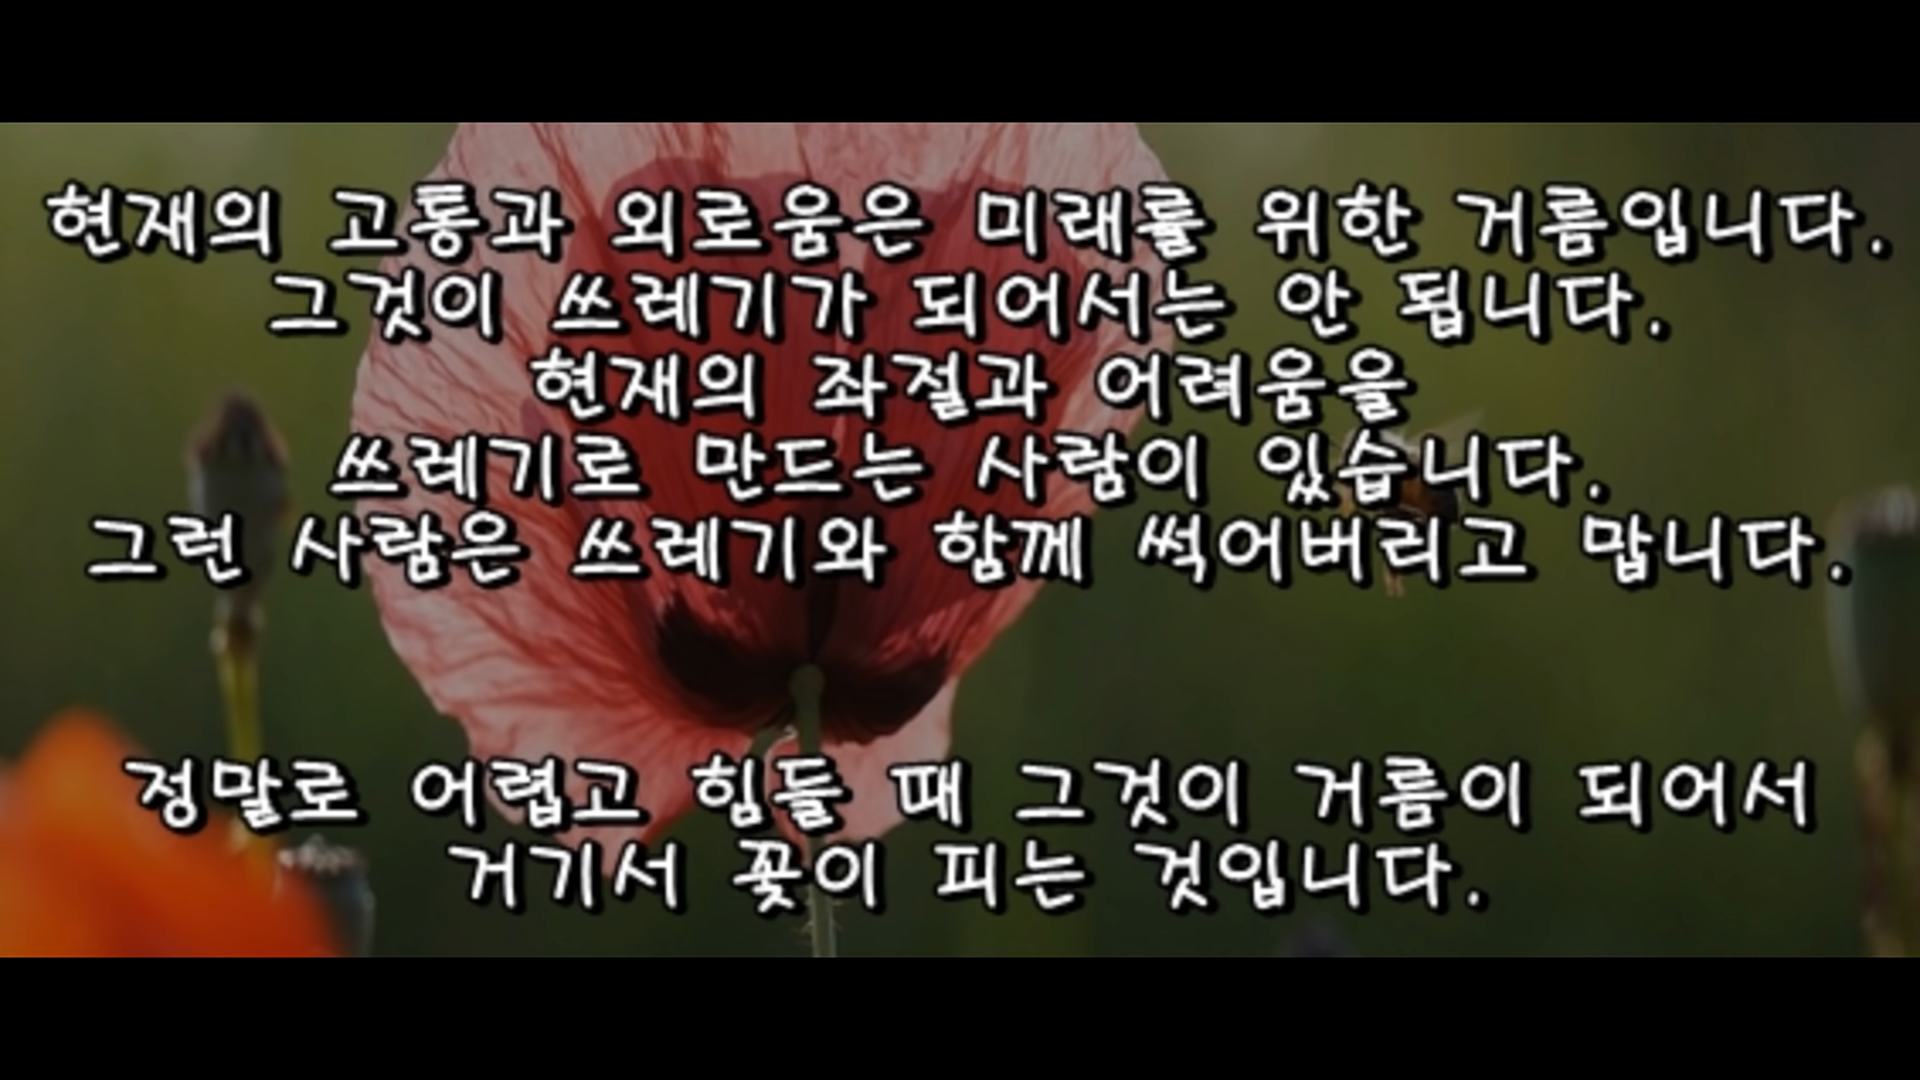 현재의 고통과 외로움은 미래를 위한 거름입니다.
그것이 쓰레기가 되어서는 안 됩니다.
현재의 좌절과 어려움을
쓰레기로 만드는 사람이 있습니다.
그런 사람은 쓰레기와 함께 썩어버리고 맙니다.
정말로 어렵고 힘들 때 그것이 거름이 되어서
거기서 꽃이 피는 것입니다.